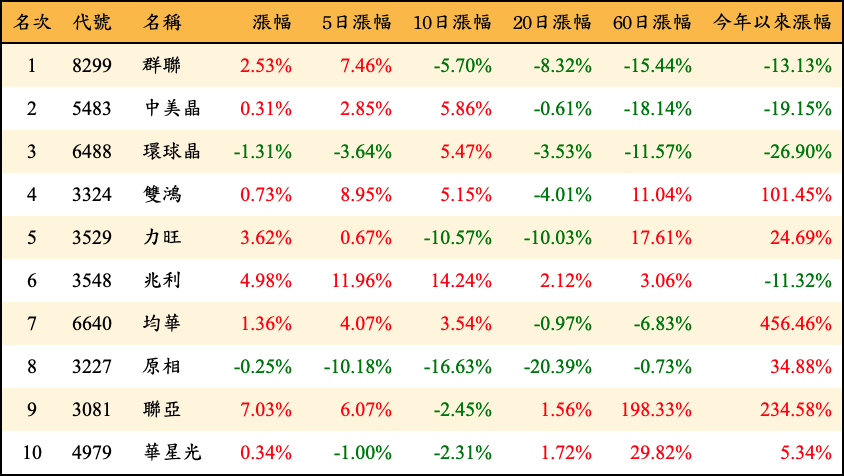 名次 代號 名稱 漲幅 5日漲幅 10日漲幅 20日漲幅 60日漲幅 今年以來漲幅
1 8299 群聯 2.53% 7.46% -5.70% -8.32% -15.44% -13.13%
2 5483 中美晶 0.31% 2.85% 5.86% -0.61% -18.14% -19.15%
3 6488 環球晶 -1.31% -3.64% 5.47% -3.53% -11.57% -26.90%
4 3324 雙鴻 0.73% 8.95% 5.15% -4.01% 11.04% 101.45%
5 3529 力旺 3.62% 0.67% -10.57% -10.03% 17.61% 24.69%
6 3548 兆利 4.98% 11.96% 14.24% 2.12% 3.06% -11.32%
7 6640 均華 1.36% 4.07% 3.54% -0.97% -6.83% 456.46%
8 3227 原相 -0.25% -10.18% -16.63% -20.39% -0.73% 34.88%
9 3081 聯亞 7.03% 6.07% -2.45% 1.56% 198.33% 234.58%
10 4979 華星光 0.34% -1.00% -2.31% 1.72% 29.82% 5.34%